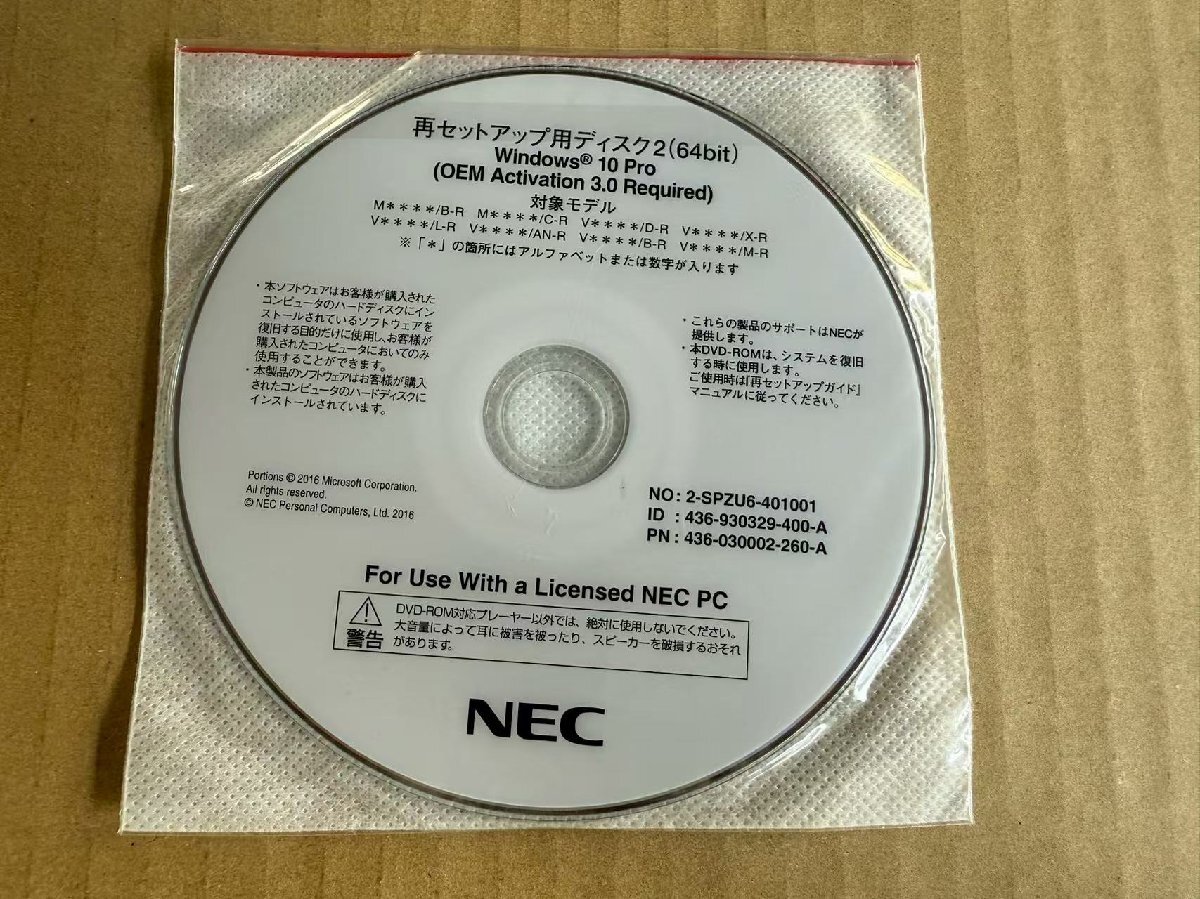 再セットアップ用ディスク2(64bit)
Windows® 10 Pro
(OEM Activation 3.0 Required)
対象モデル
M＊＊＊＊/B-R M＊＊＊＊/C-R V＊＊＊＊/D-R V＊＊＊＊/X-R
V＊＊＊＊/L-R V＊＊＊＊/AN-R V＊＊＊＊/B-R V＊＊＊＊/M-R
※「＊」の箇所にはアルファベットまたは数字が入ります
・本ソフトウェアはお客様が購入された
コンピュータのハードディスクにイン
ストールされているソフトウェアを
復旧する目的だけに使用し、お客様が
購入されたコンピュータにおいてのみ
使用することができます。
・本製品のソフトウェアはお客様が購入
されたコンピュータのハードディスクに
インストールされています。
・これらの製品のサポートはNECが
提供します。
・本DVD-ROMは、システムを復旧
する時に使用します。
ご使用時は「再セットアップガイド」
マニュアルに従ってください。
Portions © 2016 Microsoft Corporation.
All rights reserved.
© NEC Personal Computers, Ltd. 2016
NO : 2-SPZU6-401001
ID : 436-930329-400-A
PN : 436-030002-260-A
For Use With a Licensed NEC PC
警告
DVD-ROM対応プレーヤー以外では、絶対に使用しないでください。
大音量によって耳に被害を被ったり、スピーカーを破損するおそれ
があります。
NEC